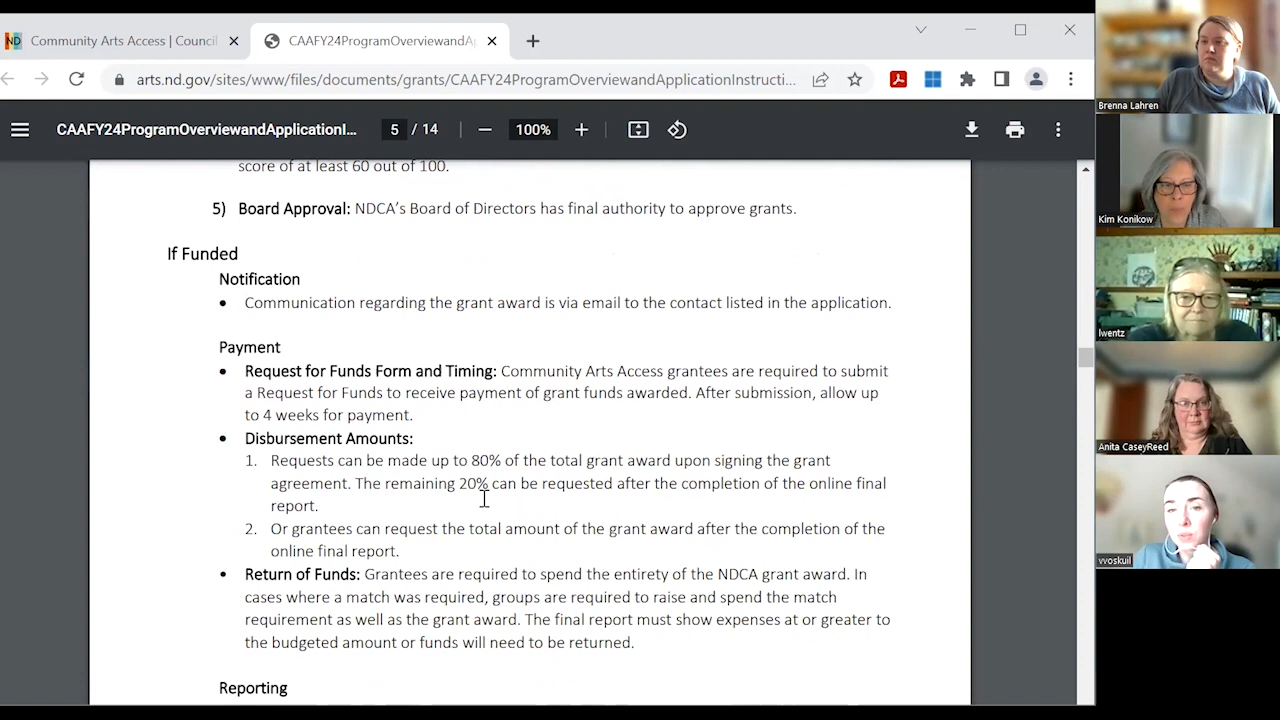 Community Arts Access | Council
CAAFY24ProgramOverviewandA
arts.nd.gov/sites/www/files/documents/grants/CAAFY24ProgramOverviewandApplicationInstructi...
CAAFY24ProgramOverviewandApplicationI...
5 / 14
100%
score of at least 60 out of 100.
5) Board Approval: NDCA's Board of Directors has final authority to approve grants.
If Funded
Notification
• Communication regarding the grant award is via email to the contact listed in the application.
Payment
• Request for Funds Form and Timing: Community Arts Access grantees are required to submit
a Request for Funds to receive payment of grant funds awarded. After submission, allow up
to 4 weeks for payment.
• Disbursement Amounts:
1. Requests can be made up to 80% of the total grant award upon signing the grant
agreement. The remaining 20% can be requested after the completion of the online final
report.
2. Or grantees can request the total amount of the grant award after the completion of the
online final report.
• Return of Funds: Grantees are required to spend the entirety of the NDCA grant award. In
cases where a match was required, groups are required to raise and spend the match
requirement as well as the grant award. The final report must show expenses at or greater to
the budgeted amount or funds will need to be returned.
Reporting
Brenna Lahren
Kim Konikow
lwentz
Anita CaseyReed
vvoskuil